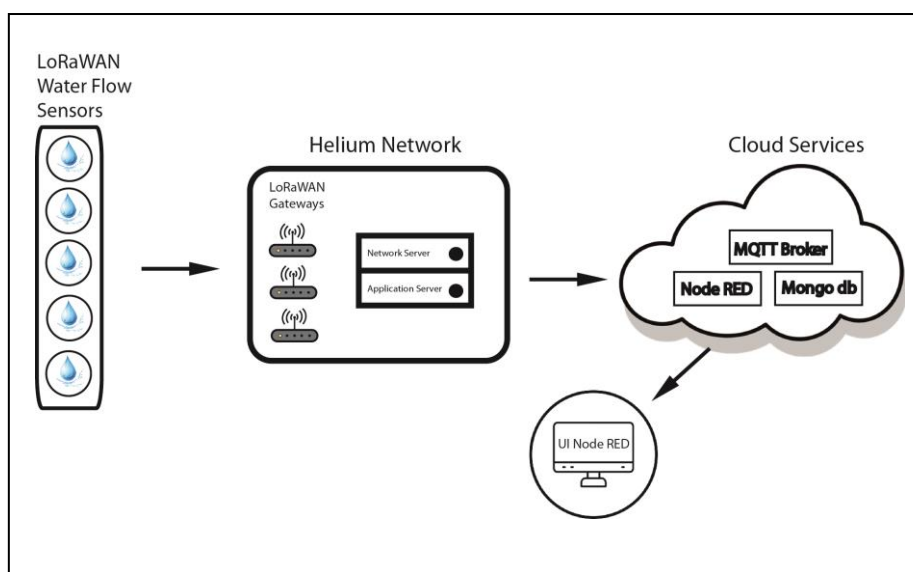 LoRaWAN
Water Flow
Sensors
Helium Network
LoRaWAN
Gateways
Network Server
Application Server
Cloud Services
MQTT Broker
Node RED
Mongo db
UI Node RED